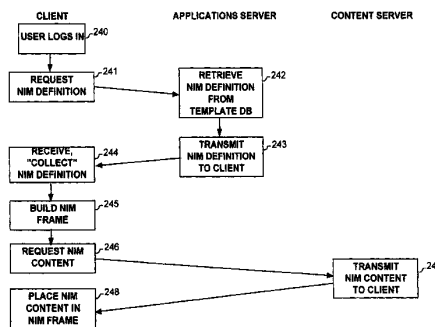 CLIENT
APPLICATIONS SERVER
CONTENT SERVER
USER LOGS IN
240
REQUEST
NIM DEFINITION
241
RETRIEVE
NIM DEFINITION
FROM
TEMPLATE DB
242
TRANSMIT
NIM DEFINITION
TO CLIENT
243
RECEIVE,
"COLLECT"
NIM DEFINITION
244
BUILD NIM
FRAME
245
REQUEST NIM
CONTENT
246
TRANSMIT
NIM CONTENT
TO CLIENT
PLACE NIM
CONTENT IN
NIM FRAME
248